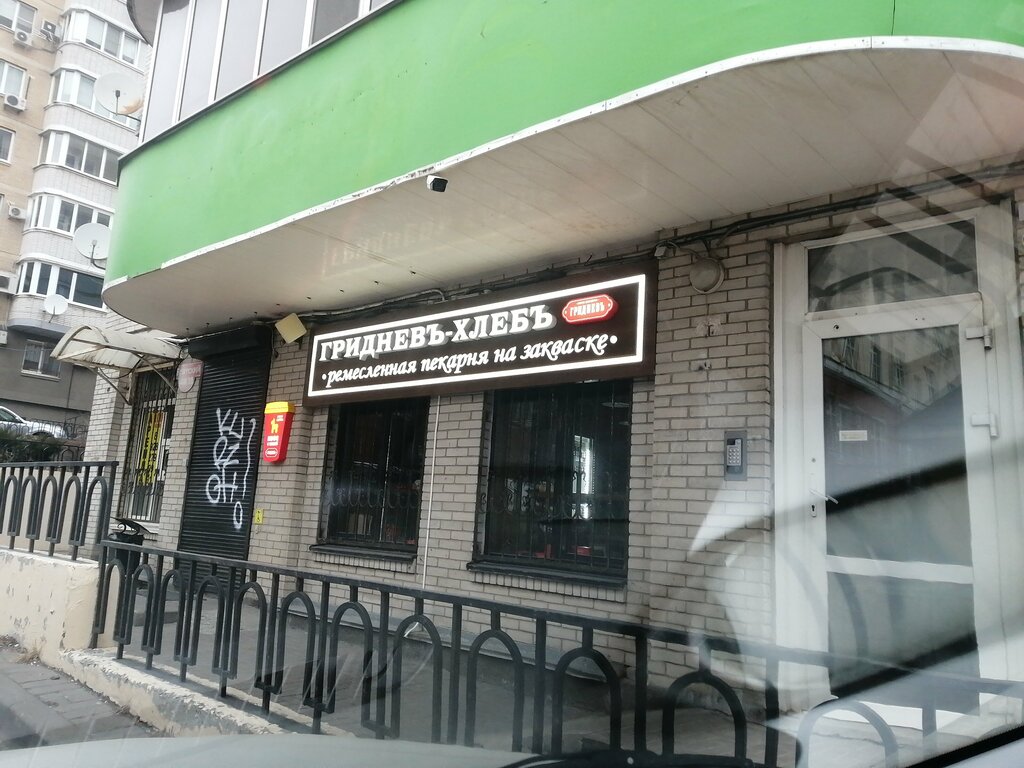 ГРИДНЕВЪ-ХЛЕБЪ
ГРИДНЕВЪ
•ремесленная пекарня на закваске•